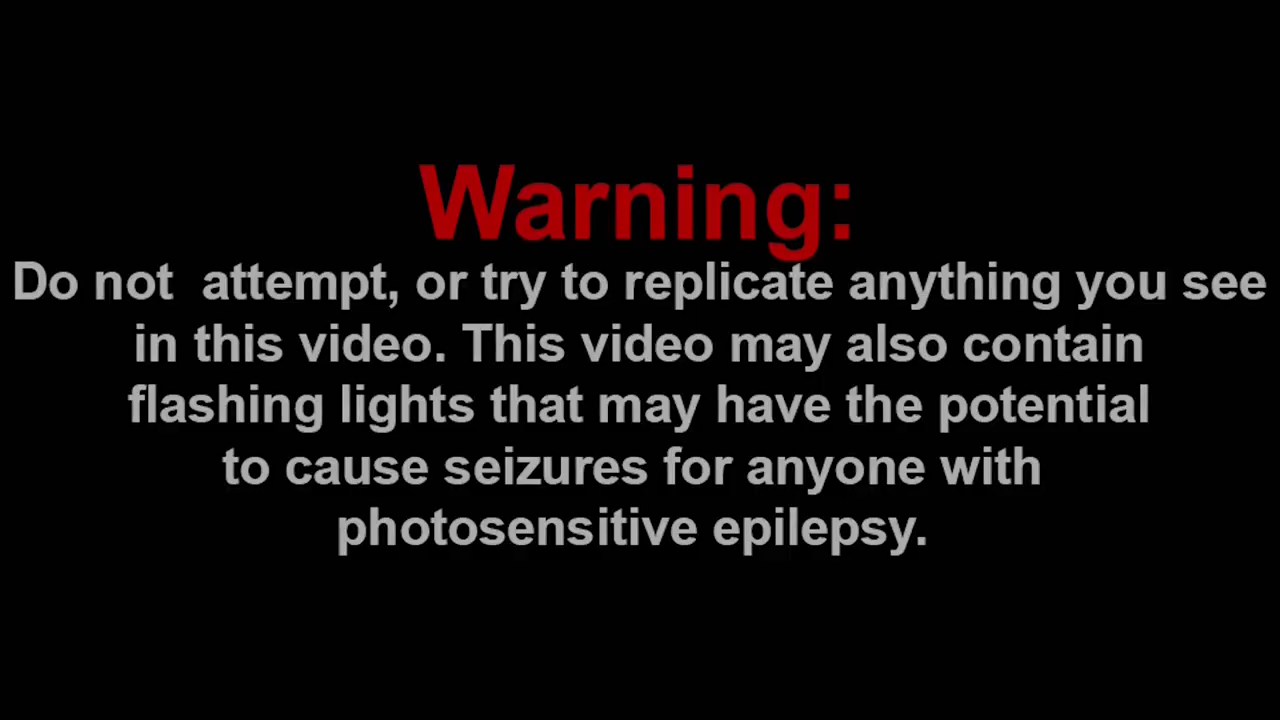 Warning:
Do not  attempt, or try to replicate anything you see
in this video. This video may also contain
flashing lights that may have the potential
to cause seizures for anyone with
photosensitive epilepsy.